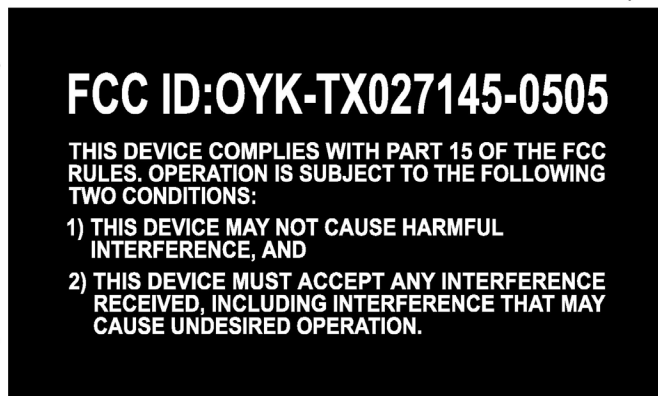 FCC ID:OYK-TX027145-0505
THIS DEVICE COMPLIES WITH PART 15 OF THE FCC
RULES. OPERATION IS SUBJECT TO THE FOLLOWING
TWO CONDITIONS:
1) THIS DEVICE MAY NOT CAUSE HARMFUL
INTERFERENCE, AND
2) THIS DEVICE MUST ACCEPT ANY INTERFERENCE
RECEIVED, INCLUDING INTERFERENCE THAT MAY
CAUSE UNDESIRED OPERATION.